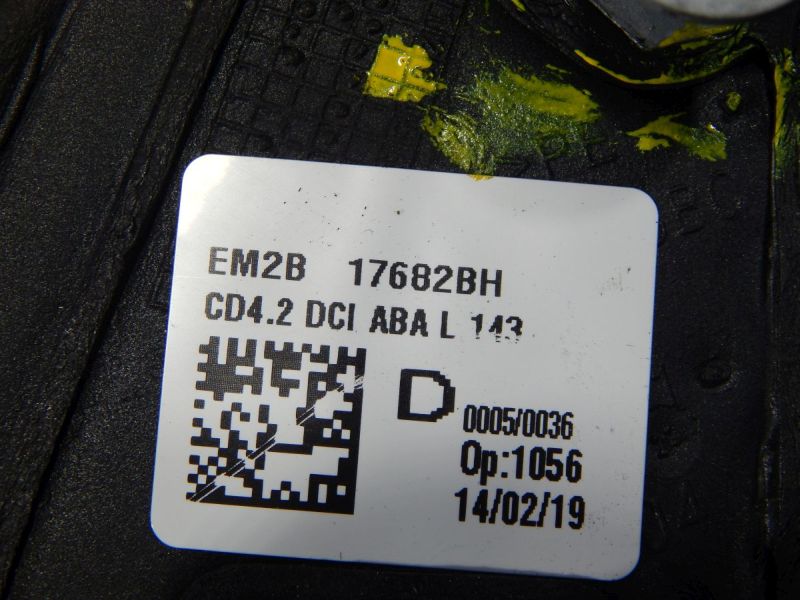 EM2B 17682BH
CD4.2 DCI ABA L 143
D 0005/0036
Op:1056
14/02/19